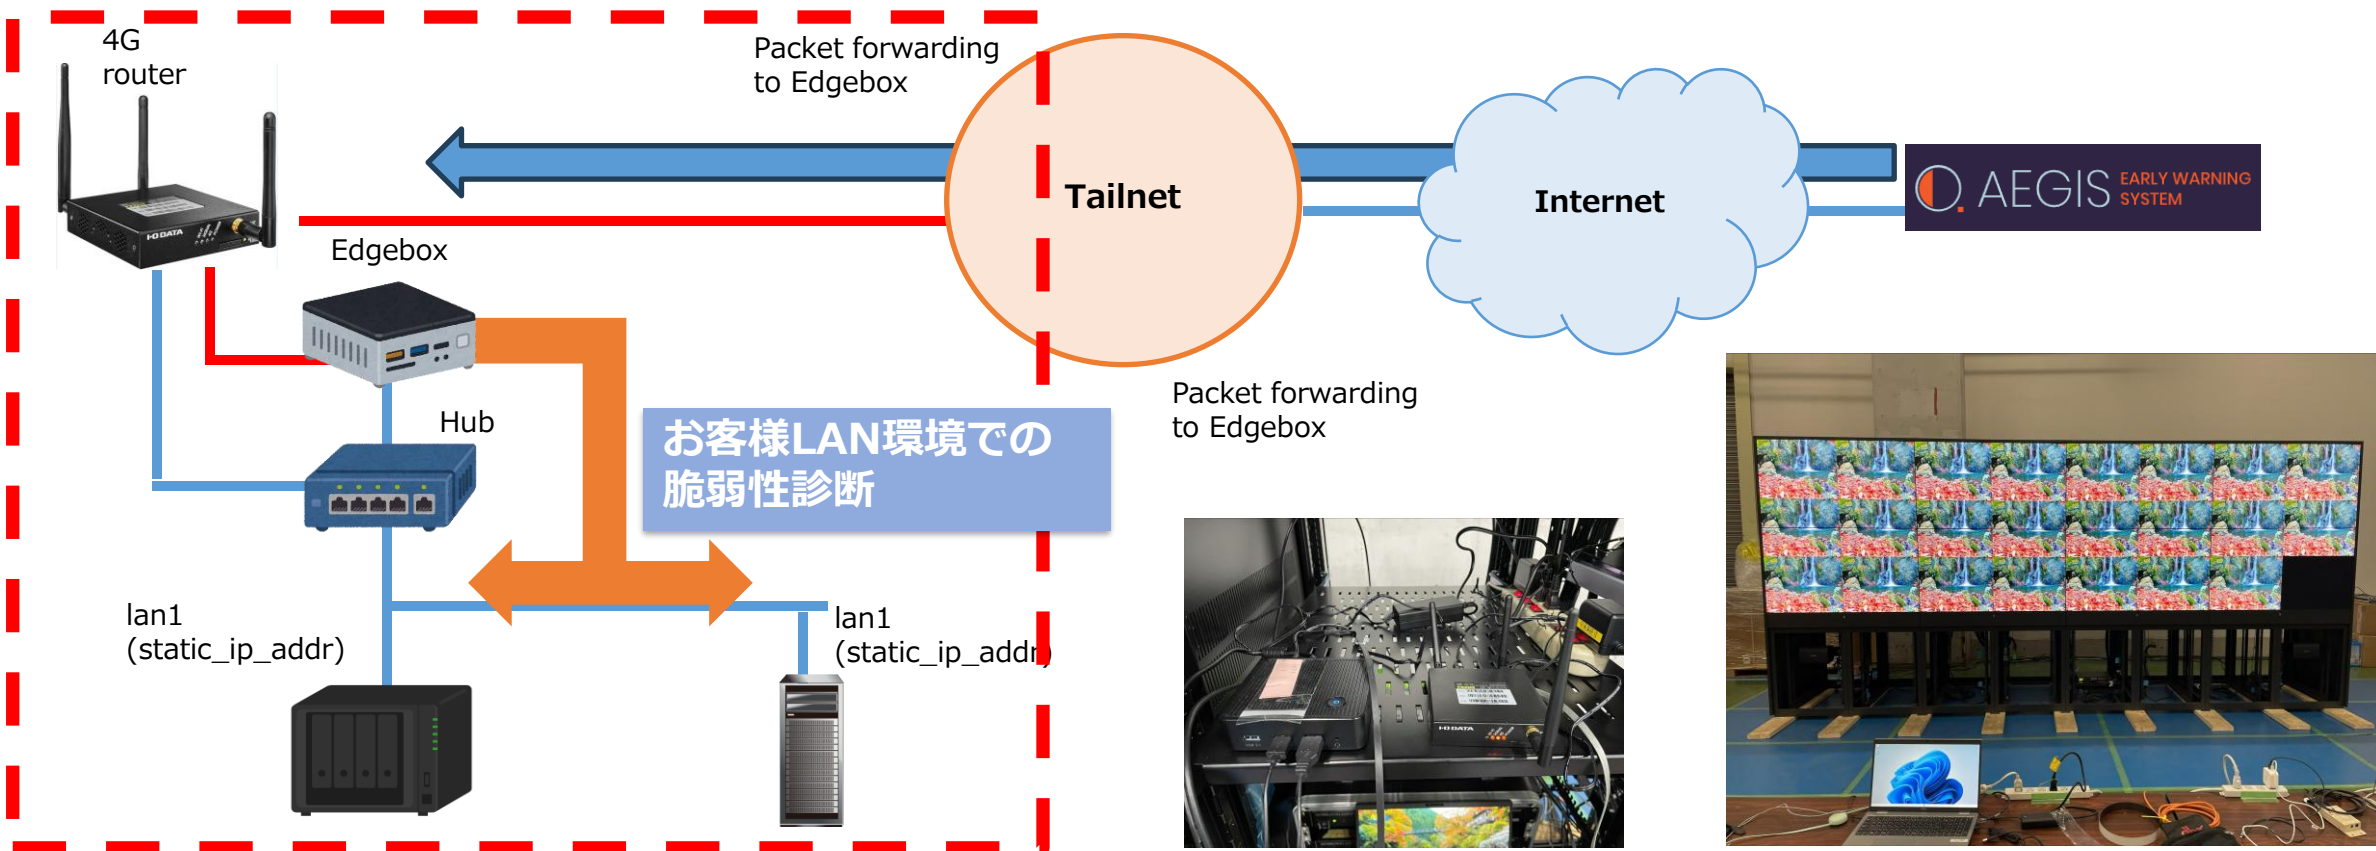 4G
router
Packet forwarding
to Edgebox
I-O DATA
Tailnet
Internet
AEGIS EARLY WARNING
SYSTEM
Edgebox
Hub
お客様LAN環境での
脆弱性診断
Packet forwarding
to Edgebox
lan1
(static_ip_addr)
lan1
(static_ip_addr)
I-O DATA